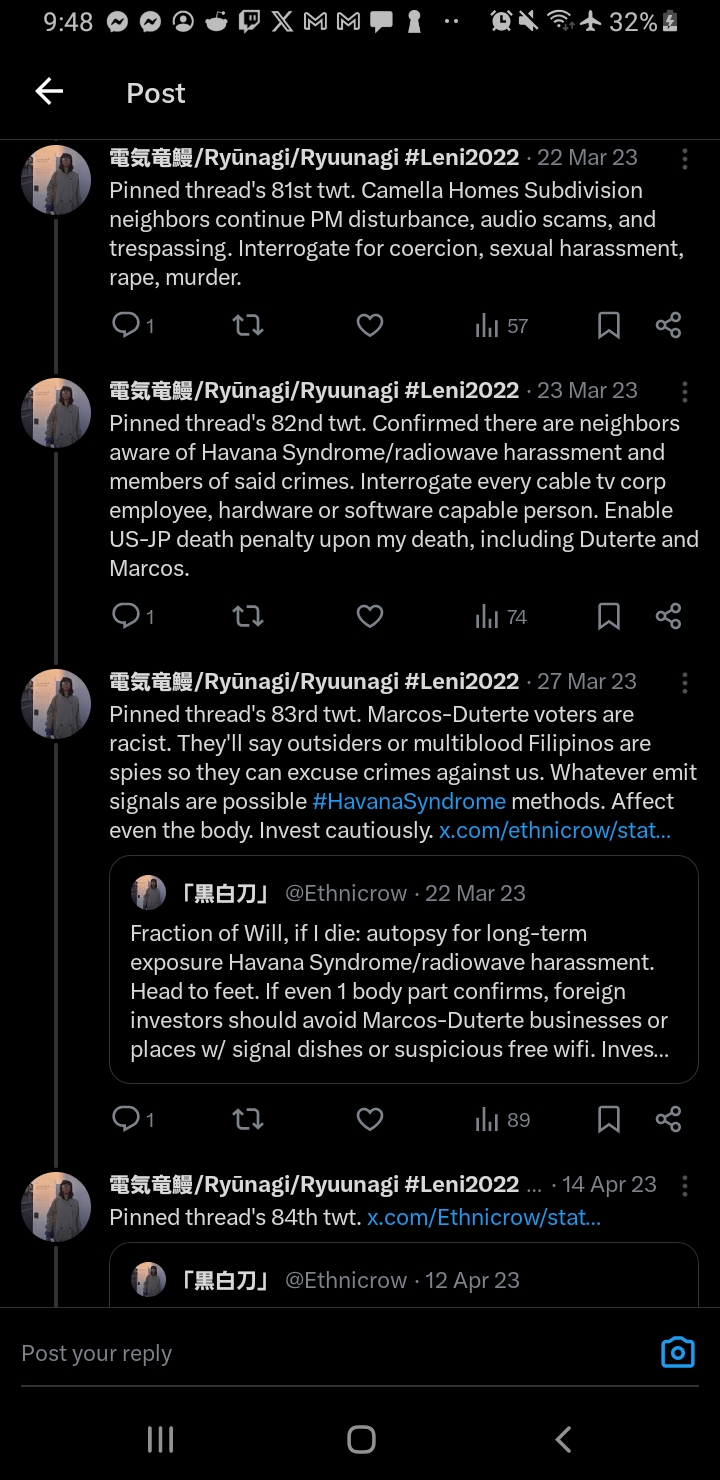 9:48
32%
Post
電気竜鰻/Ryūnagi/Ryuunagi #Leni2022 · 22 Mar 23
Pinned thread's 81st twt. Camella Homes Subdivision
neighbors continue PM disturbance, audio scams, and
trespassing. Interrogate for coercion, sexual harassment,
rape, murder.
1 57
電気竜鰻/Ryūnagi/Ryuunagi #Leni2022 · 23 Mar 23
Pinned thread's 82nd twt. Confirmed there are neighbors
aware of Havana Syndrome/radiowave harassment and
members of said crimes. Interrogate every cable tv corp
employee, hardware or software capable person. Enable
US-JP death penalty upon my death, including Duterte and
Marcos.
1 74
電気竜鰻/Ryūnagi/Ryuunagi #Leni2022 · 27 Mar 23
Pinned thread's 83rd twt. Marcos-Duterte voters are
racist. They'll say outsiders or multiblood Filipinos are
spies so they can excuse crimes against us. Whatever emit
signals are possible #HavanaSyndrome methods. Affect
even the body. Invest cautiously. x.com/ethnicrow/stat...
「黒白刀」 @Ethnicrow · 22 Mar 23
Fraction of Will, if I die: autopsy for long-term
exposure Havana Syndrome/radiowave harassment.
Head to feet. If even 1 body part confirms, foreign
investors should avoid Marcos-Duterte businesses or
places w/ signal dishes or suspicious free wifi. Inves...
1 89
電気竜鰻/Ryūnagi/Ryuunagi #Leni2022 ... · 14 Apr 23
Pinned thread's 84th twt. x.com/Ethnicrow/stat...
「黒白刀」 @Ethnicrow · 12 Apr 23
Post your reply